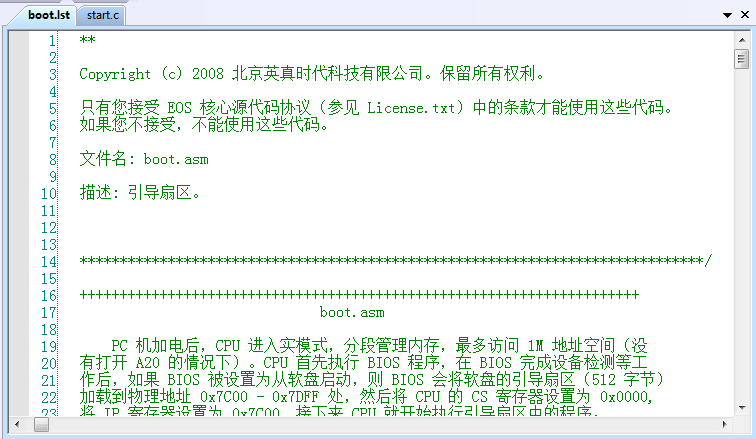 boot.lst start.c
1 **
2
3 Copyright (c) 2008 北京英真时代科技有限公司。保留所有权利。
4
5 只有您接受 EOS 核心源代码协议（参见 License.txt）中的条款才能使用这些代码。
6 如果您不接受，不能使用这些代码。
7
8 文件名: boot.asm
9
10 描述: 引导扇区。
11
12
13
14 ******************************************************************************/
15
16 ++++++++++++++++++++++++++++++++++++++++++++++++++++++++++++++++++++++
17 boot.asm
18
19 PC 机加电后，CPU 进入实模式，分段管理内存，最多访问 1M 地址空间（没
20 有打开 A20 的情况下）。CPU 首先执行 BIOS 程序，在 BIOS 完成设备检测等工
21 作后，如果 BIOS 被设置为从软盘启动，则 BIOS 会将软盘的引导扇区（512 字节）
22 加载到物理地址 0x7C00 - 0x7DFF 处，然后将 CPU 的 CS 寄存器设置为 0x0000,
23 将 IP 寄存器设置为 0x7C00。接下来 CPU 就开始执行引导扇区中的程序。